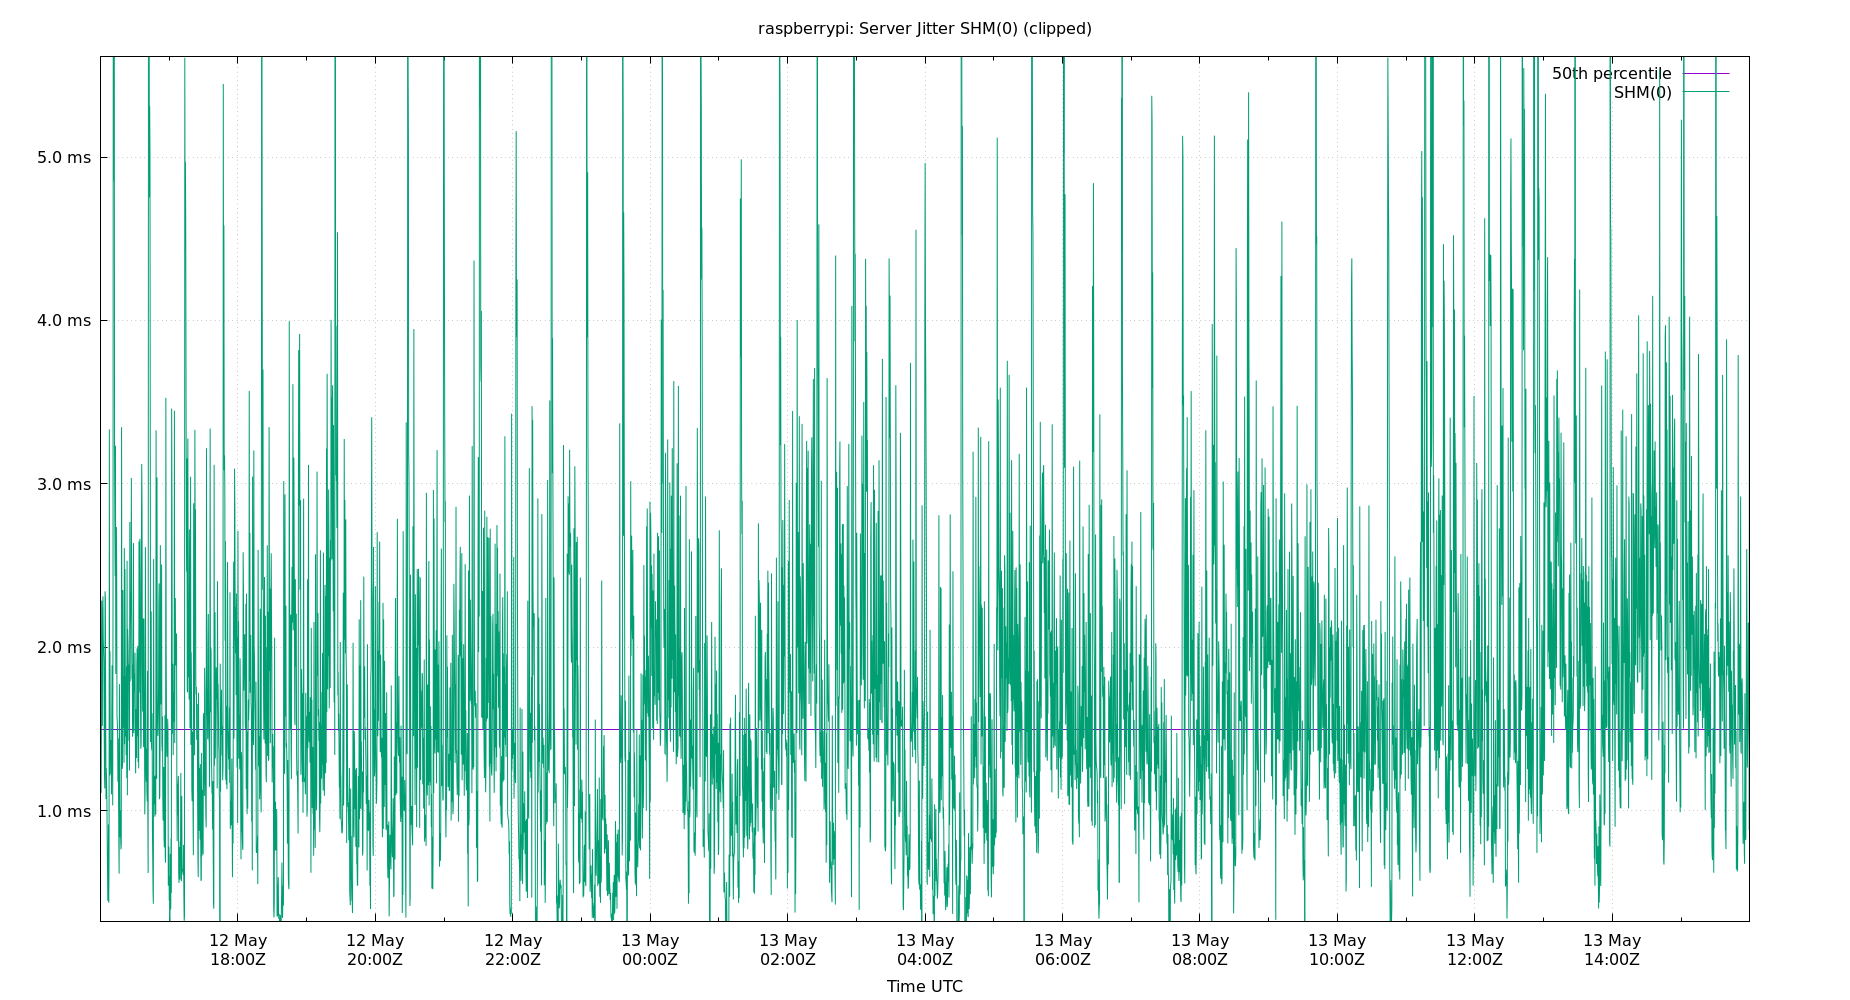 raspberrypi: Server Jitter SHM(0) (clipped)
50th percentile
SHM(0)
5.0 ms
4.0 ms
3.0 ms
2.0 ms
1.0 ms
12 May 12 May 12 May 13 May 13 May 13 May 13 May 13 May 13 May 13 May 13 May
18:00Z 20:00Z 22:00Z 00:00Z 02:00Z 04:00Z 06:00Z 08:00Z 10:00Z 12:00Z 14:00Z
Time UTC